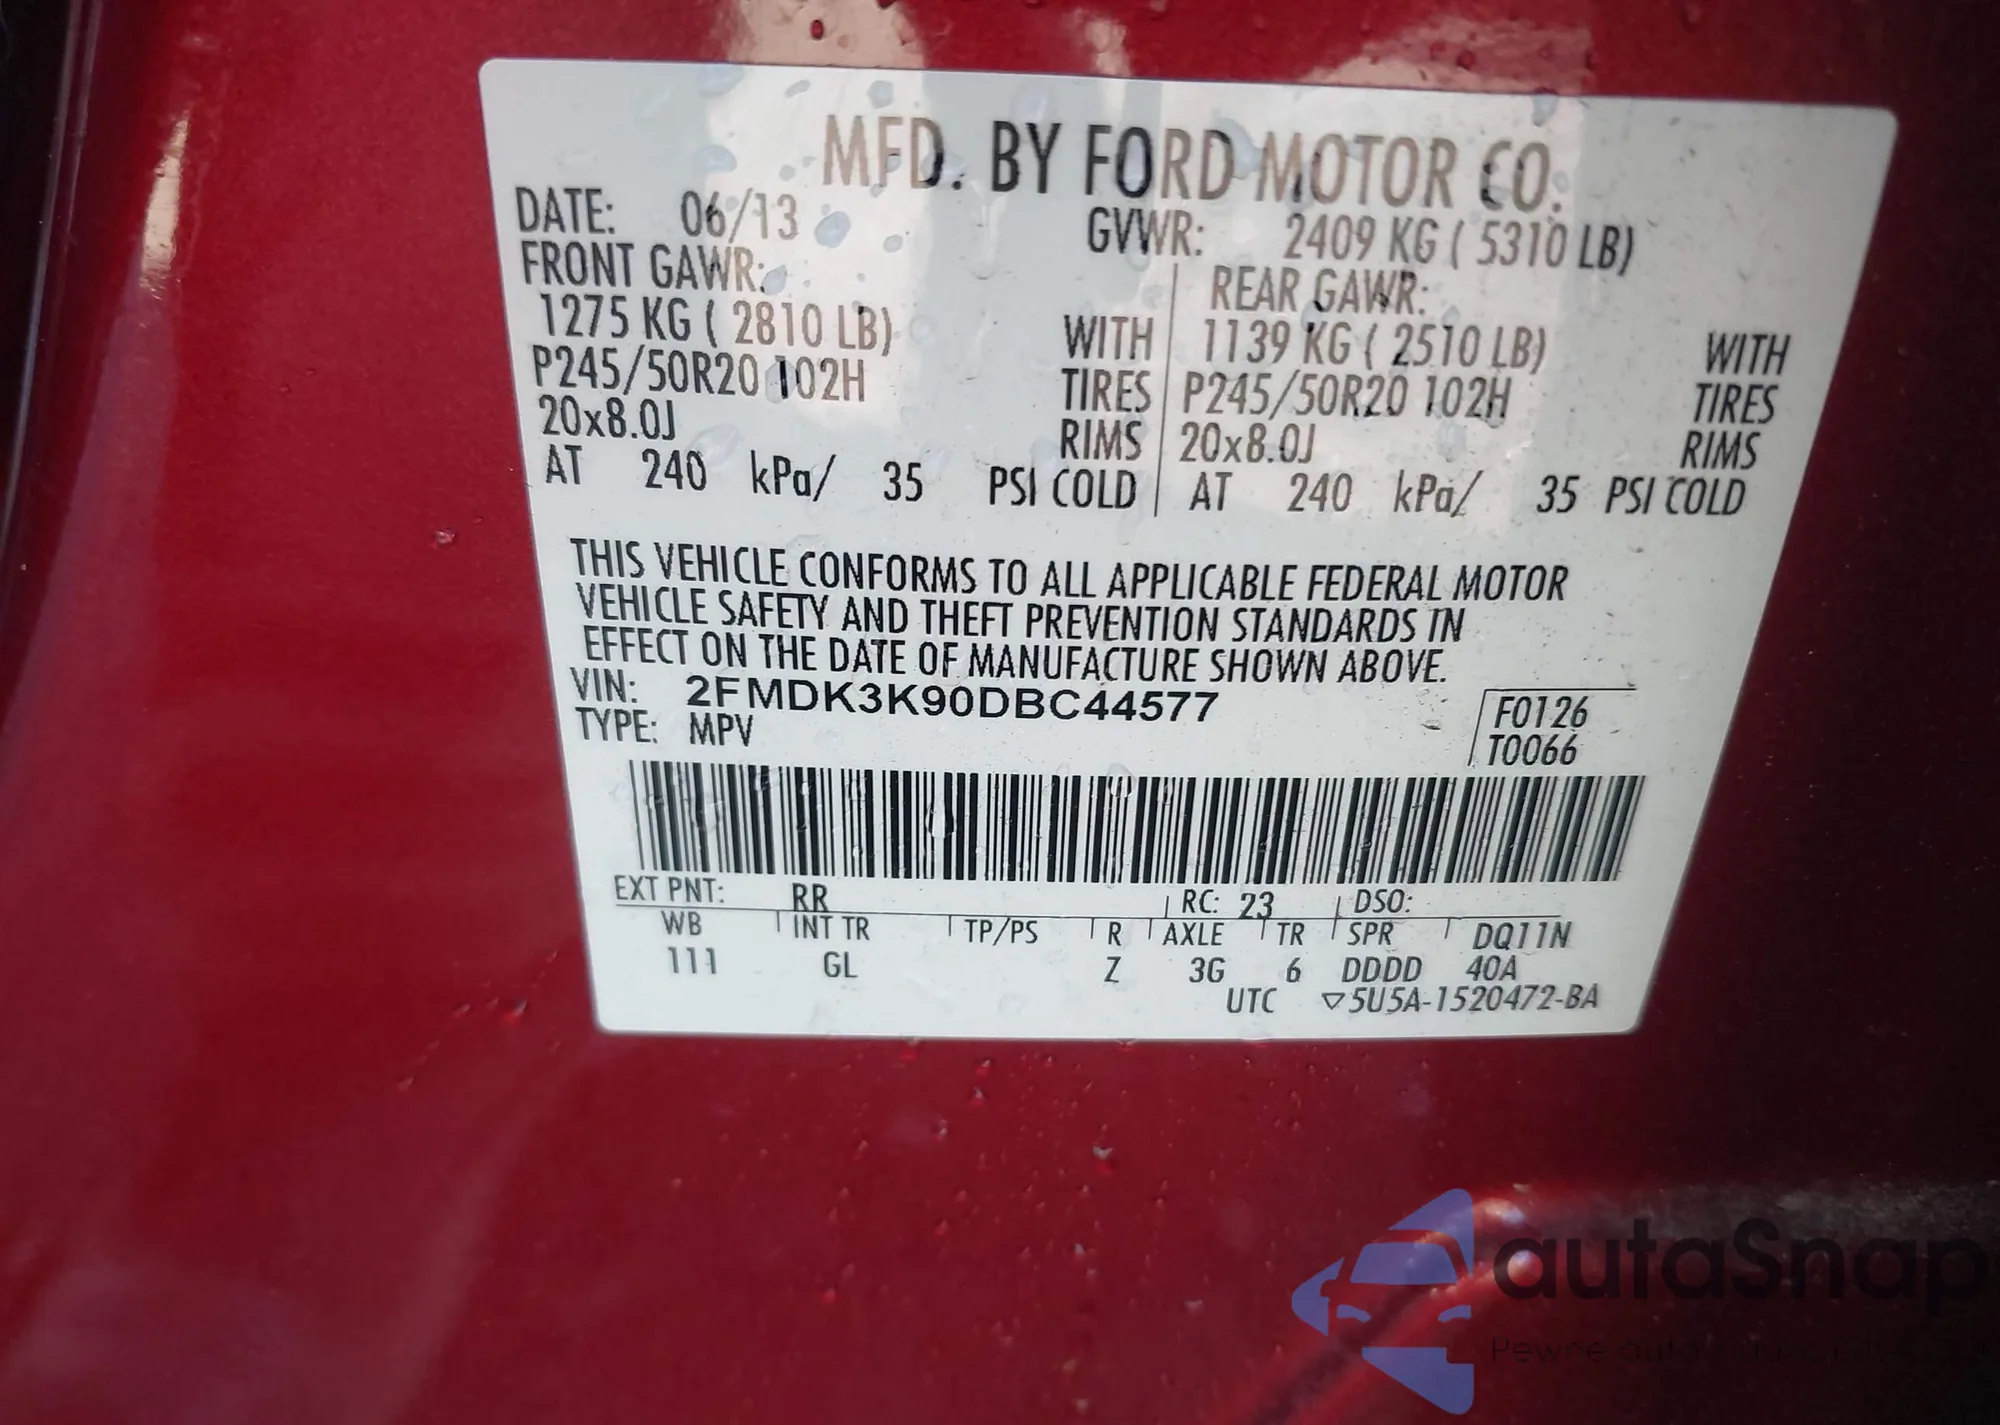 MFD. BY FORD MOTOR CO.
DATE: 06/13 GVWR: 2409 KG ( 5310 LB)
FRONT GAWR: REAR GAWR:
1275 KG ( 2810 LB) WITH 1139 KG ( 2510 LB) WITH
P245/50R20 102H TIRES P245/50R20 102H TIRES
20x8.0J RIMS 20x8.0J RIMS
AT 240 kPa/ 35 PSI COLD AT 240 kPa/ 35 PSI COLD
THIS VEHICLE CONFORMS TO ALL APPLICABLE FEDERAL MOTOR
VEHICLE SAFETY AND THEFT PREVENTION STANDARDS IN
EFFECT ON THE DATE OF MANUFACTURE SHOWN ABOVE.
VIN: 2FMDK3K90DBC44577 F0126
TYPE: MPV T0066
EXT PNT: RR RC: 23 DSO:
WB INT TR TP/PS R AXLE TR SPR DQ11N
111 GL Z 3G 6 DDDD 40A
UTC ▽5U5A-1520472-BA
autaSnap
Pewne auta